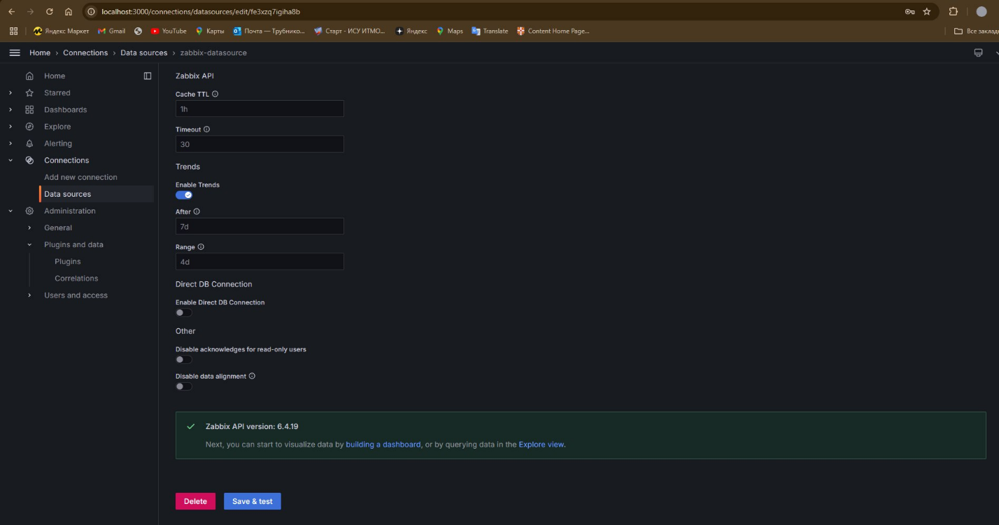 localhost:3000/connections/datasources/edit/fe3xzq7igiha8b
Яндекс Маркет Gmail YouTube Карты Почта — Трубнико... Старт - ИСУ ИТМО... Яндекс Maps Translate Content Home Page... Все заклад
Home › Connections › Data sources › zabbix-datasource
Home
Starred
Dashboards
Explore
Alerting
Connections
Add new connection
Data sources
Administration
General
Plugins and data
Plugins
Correlations
Users and access
Zabbix API
Cache TTL
1h
Timeout
30
Trends
Enable Trends
After
7d
Range
4d
Direct DB Connection
Enable Direct DB Connection
Other
Disable acknowledges for read-only users
Disable data alignment
Zabbix API version: 6.4.19
Next, you can start to visualize data by building a dashboard, or by querying data in the Explore view.
Delete Save & test